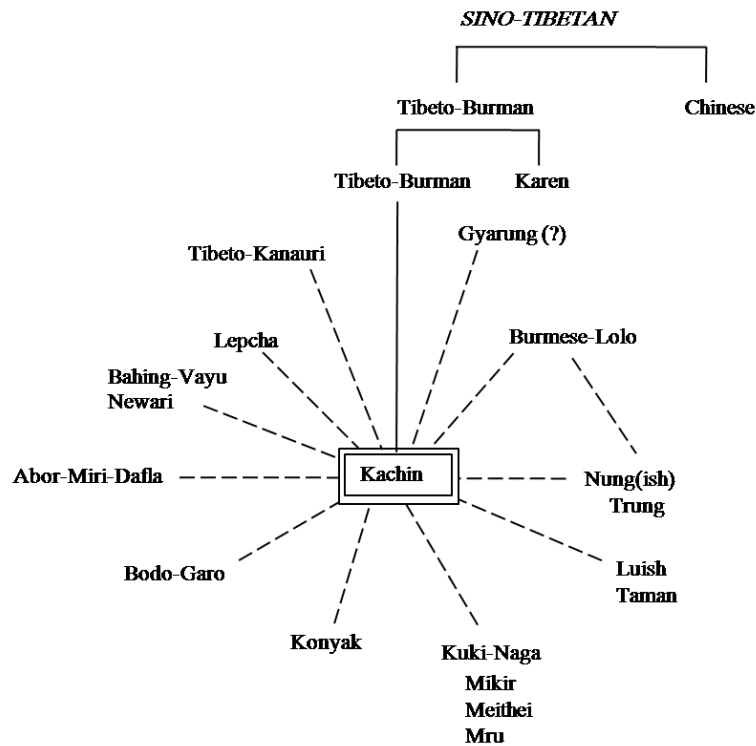 SINO-TIBETAN
Tibeto-Burman
Chinese
Tibeto-Burman
Karen
Gyarung (?)
Tibeto-Kanauri
Lepcha
Burmese-Lolo
Bahing-Vayu
Newari
Abor-Miri-Dafla
Kachin
Nung(ish)
Trung
Bodo-Garo
Luish
Taman
Konyak
Kuki-Naga
Mikir
Meithei
Mru